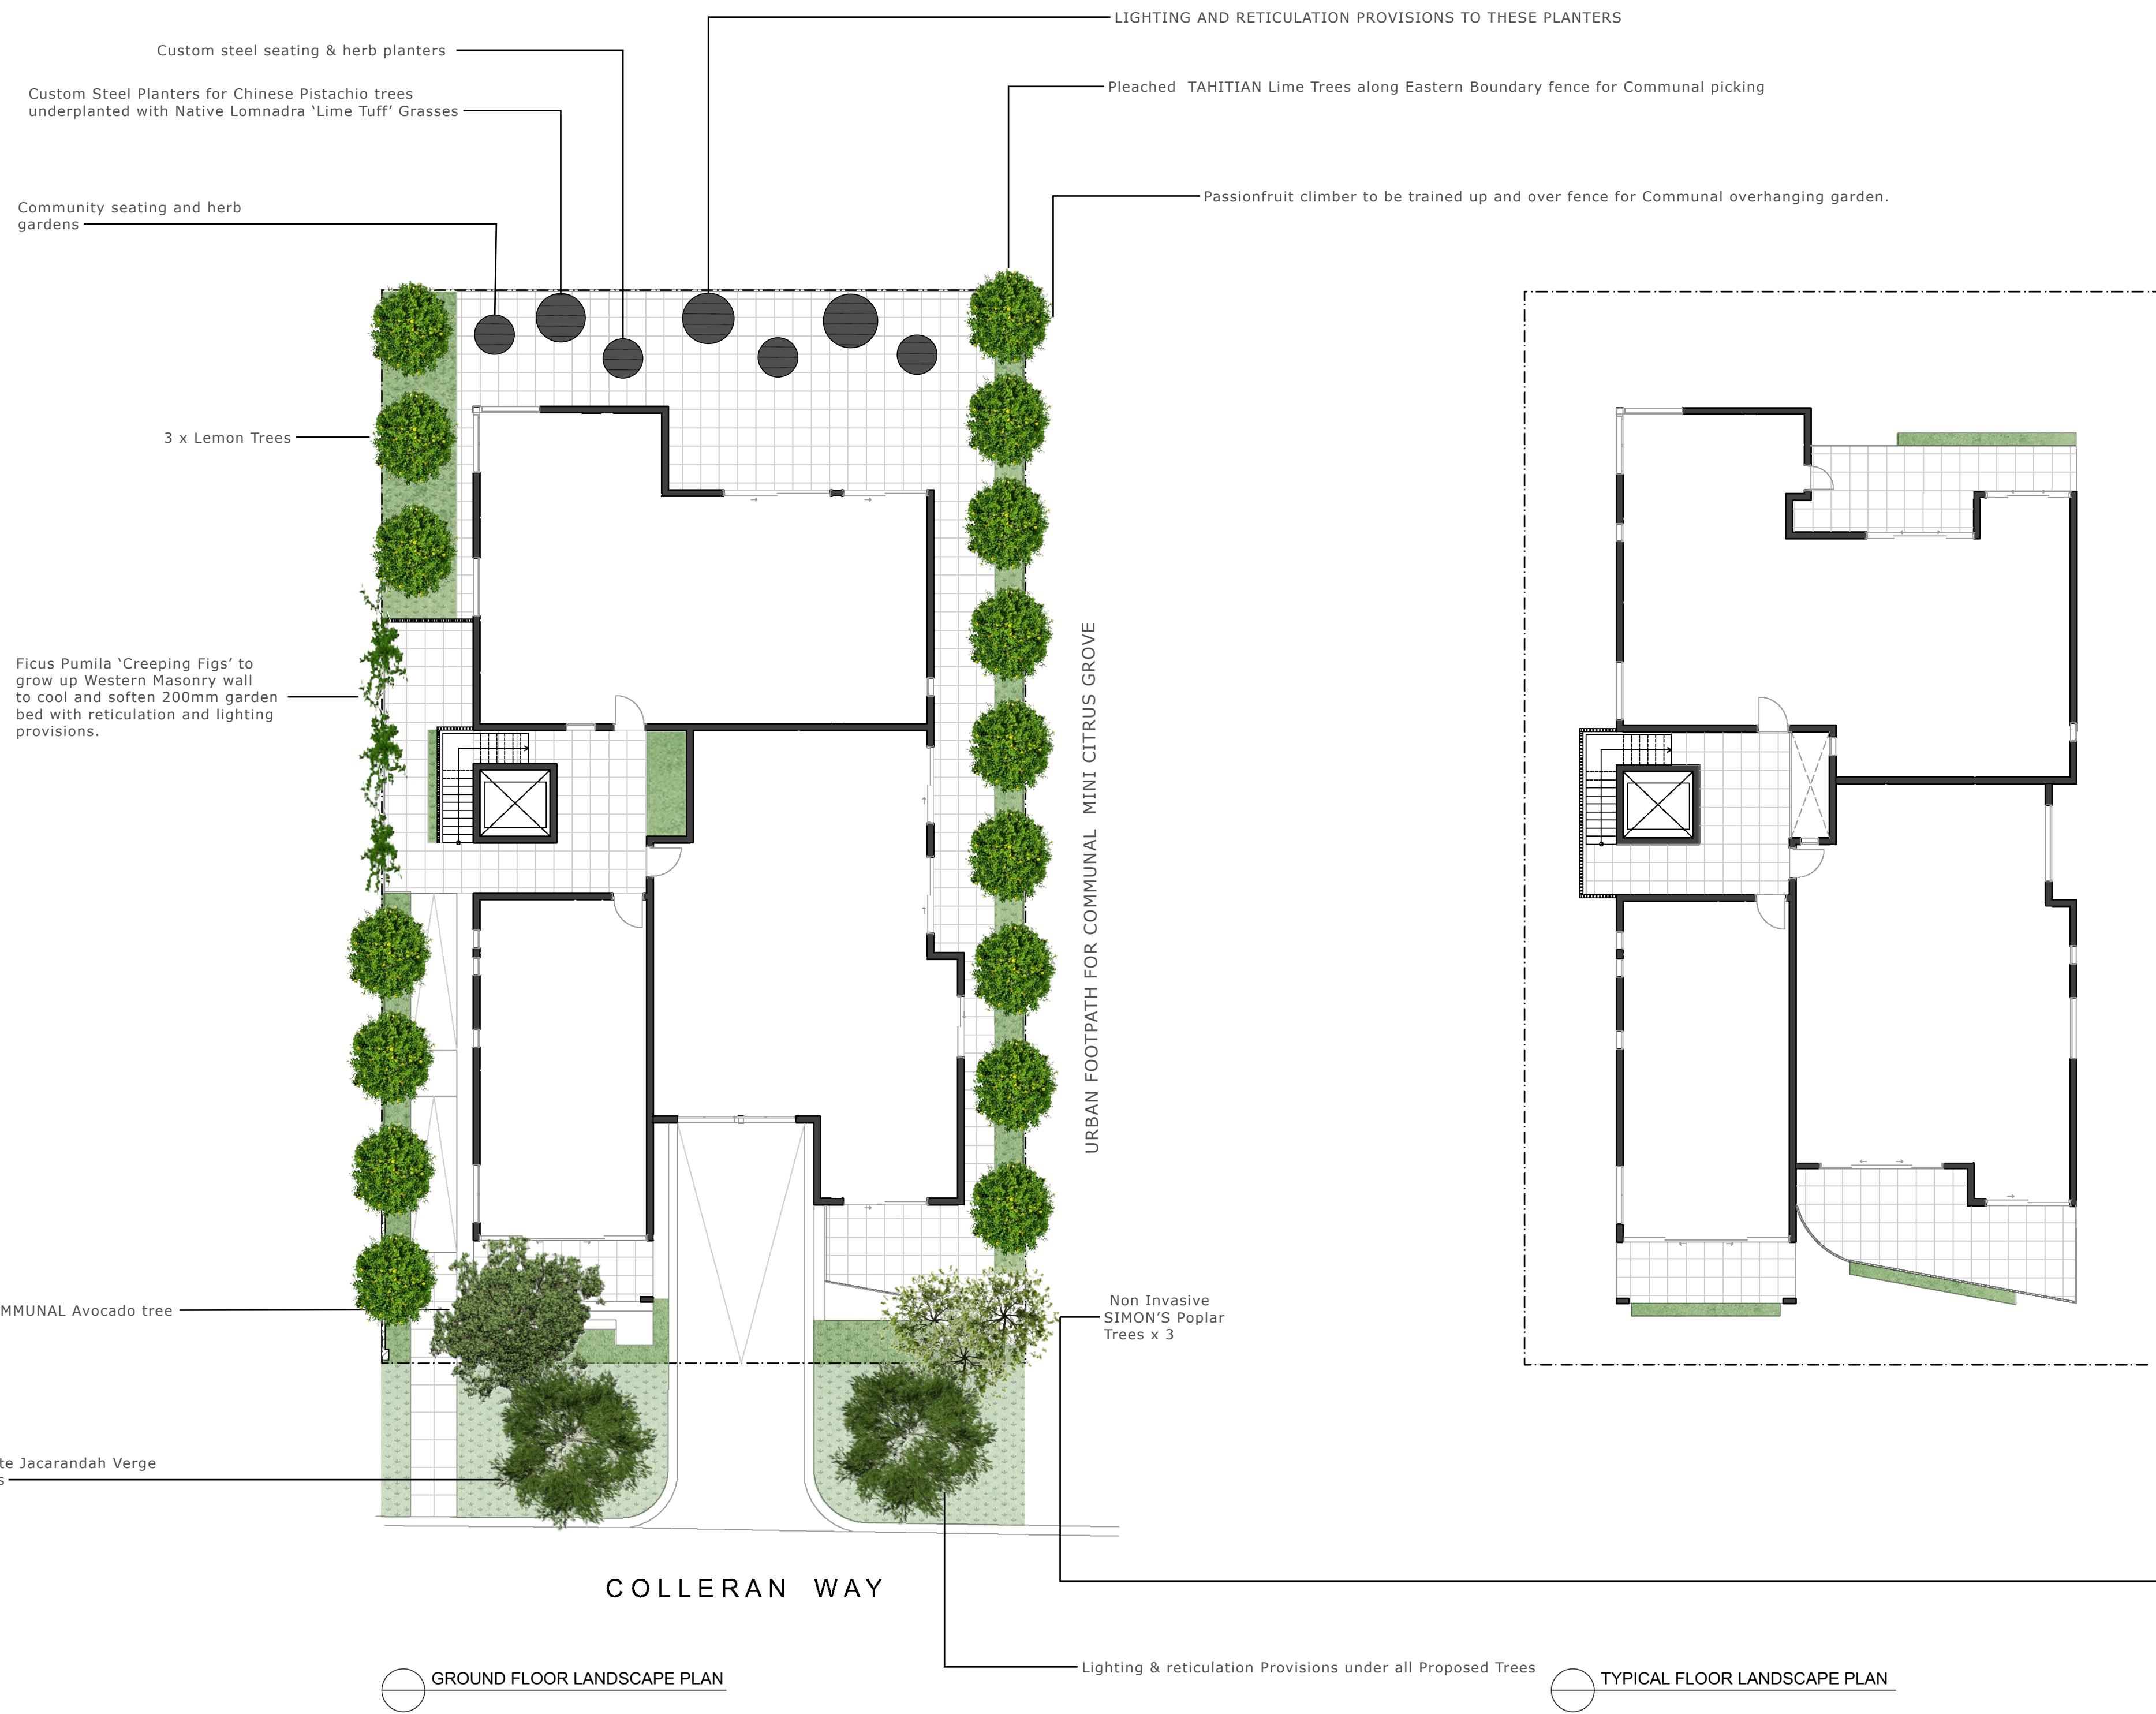 LIGHTING AND RETICULATION PROVISIONS TO THESE PLANTERS
Custom steel seating & herb planters
Custom Steel Planters for Chinese Pistachio trees
underplanted with Native Lomnadra ‘Lime Tuff’ Grasses
Pleached TAHITIAN Lime Trees along Eastern Boundary fence for Communal picking
Passionfruit climber to be trained up and over fence for Communal overhanging garden.
Community seating and herb
gardens
3 x Lemon Trees
Ficus Pumila ‘Creeping Figs’ to
grow up Western Masonry wall
to cool and soften 200mm garden
bed with reticulation and lighting
provisions.
URBAN FOOTPATH FOR COMMUNAL MINI CITRUS GROVE
MMUNAL Avocado tree
Non Invasive
SIMON’S Poplar
Trees x 3
te Jacarandah Verge
s
COLLERAN WAY
Lighting & reticulation Provisions under all Proposed Trees
GROUND FLOOR LANDSCAPE PLAN
TYPICAL FLOOR LANDSCAPE PLAN